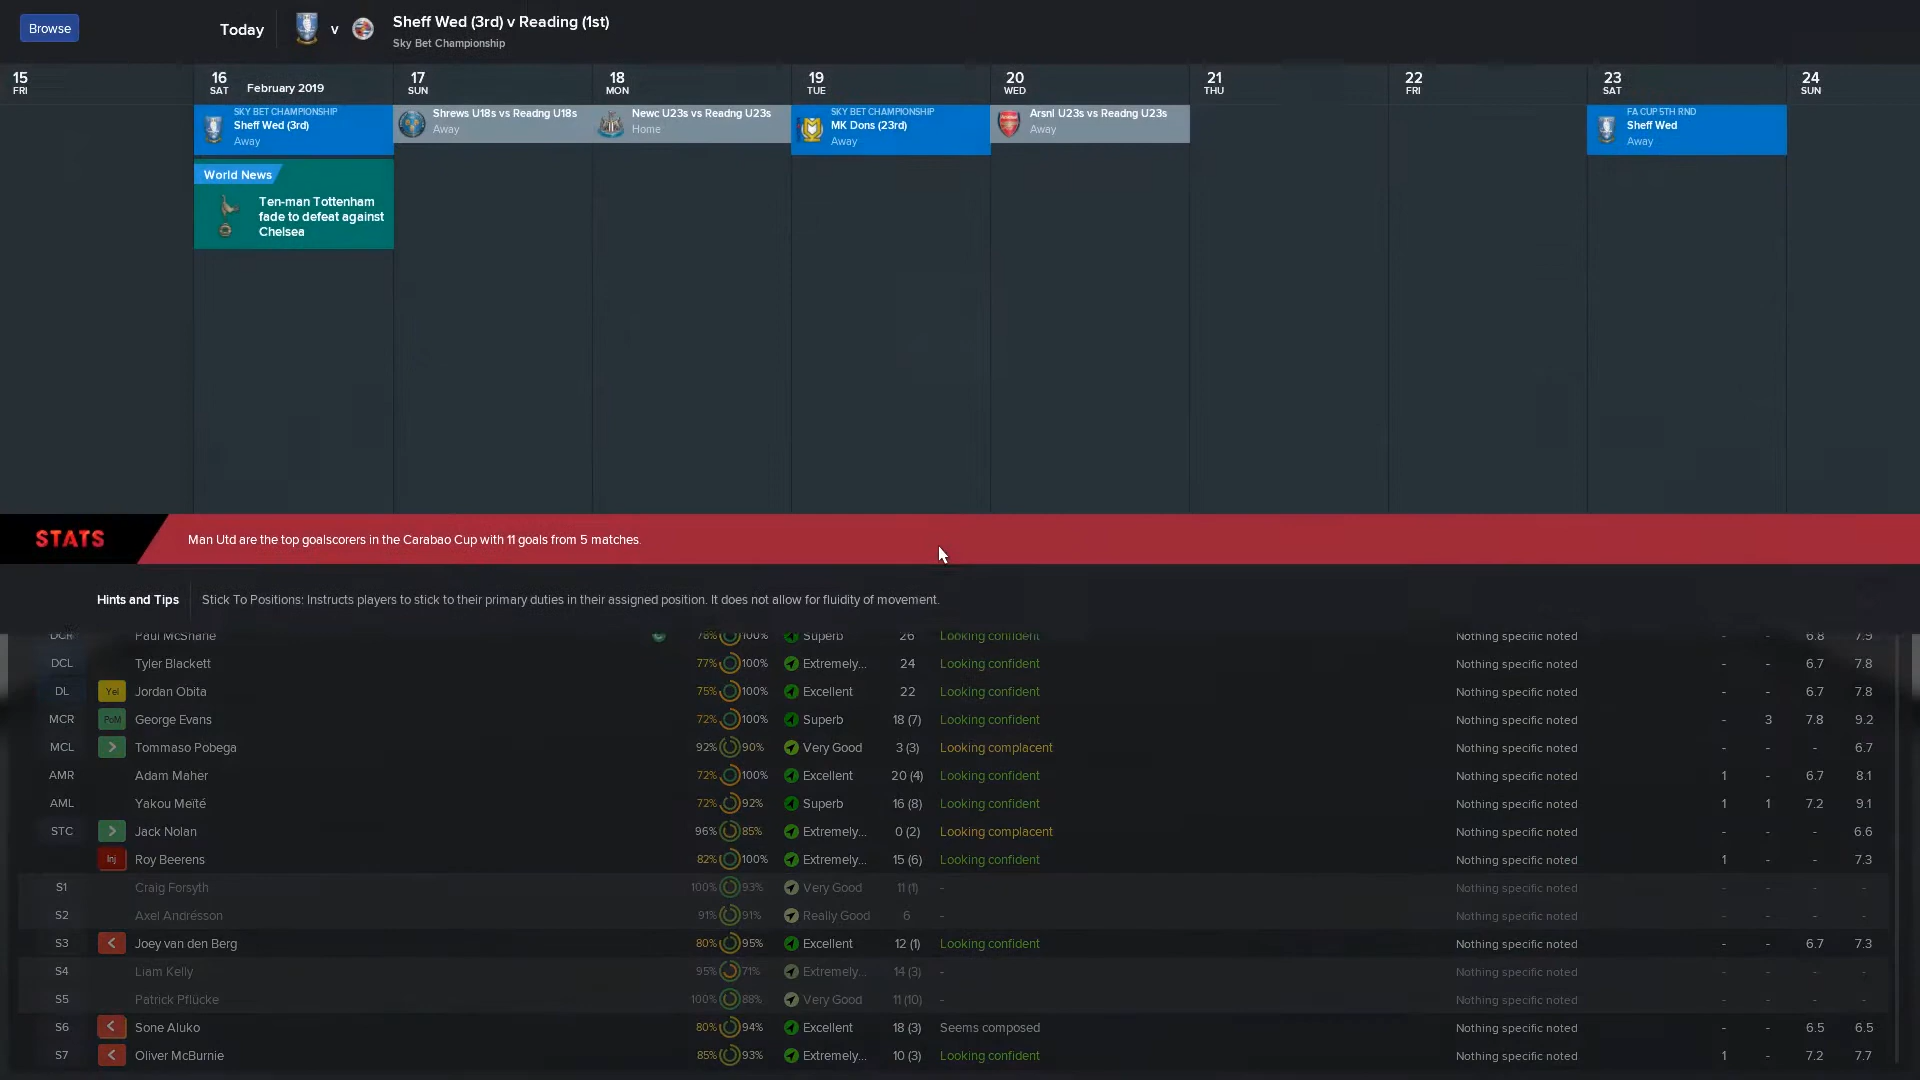 Browse
Today
v
Sheff Wed (3rd) v Reading (1st)
Sky Bet Championship
15 FRI
16 SAT February 2019
17 SUN
18 MON
19 TUE
20 WED
21 THU
22 FRI
23 SAT
24 SUN
SKY BET CHAMPIONSHIP
Sheff Wed (3rd)
Away
Shrews U18s vs Readng U18s
Away
Newc U23s vs Readng U23s
Home
SKY BET CHAMPIONSHIP
MK Dons (23rd)
Away
Arsnl U23s vs Readng U23s
Away
FA CUP 5TH RND
Sheff Wed
Away
World News
Ten-man Tottenham
fade to defeat against
Chelsea
STATS Man Utd are the top goalscorers in the Carabao Cup with 11 goals from 5 matches.
Hints and Tips Stick To Positions: Instructs players to stick to their primary duties in their assigned position. It does not allow for fluidity of movement.
DCR Paul McShane 78% 100% Superb 26 Looking confident Nothing specific noted - - 6.8 7.9
DCL Tyler Blackett 77% 100% Extremely... 24 Looking confident Nothing specific noted - - 6.7 7.8
DL Yel Jordan Obita 75% 100% Excellent 22 Looking confident Nothing specific noted - - 6.7 7.8
MCR PoM George Evans 72% 100% Superb 18 (7) Looking confident Nothing specific noted - 3 7.8 9.2
MCL Tommaso Pobega 92% 90% Very Good 3 (3) Looking complacent Nothing specific noted - - - 6.7
AMR Adam Maher 72% 100% Excellent 20 (4) Looking confident Nothing specific noted 1 - 6.7 8.1
AML Yakou Meïté 72% 92% Superb 16 (8) Looking confident Nothing specific noted 1 1 7.2 9.1
STC Jack Nolan 96% 85% Extremely... 0 (2) Looking complacent Nothing specific noted - - - 6.6
Inj Roy Beerens 82% 100% Extremely... 15 (6) Looking confident Nothing specific noted 1 - - 7.3
S1 Craig Forsyth 100% 93% Very Good 11 (1) - Nothing specific noted - - - -
S2 Axel Andrésson 91% 91% Really Good 6 - Nothing specific noted - - - -
S3 Joey van den Berg 80% 95% Excellent 12 (1) Looking confident Nothing specific noted - - 6.7 7.3
S4 Liam Kelly 95% 71% Extremely... 14 (3) - Nothing specific noted - - - -
S5 Patrick Pflücke 100% 88% Very Good 11 (10) - Nothing specific noted - - - -
S6 Sone Aluko 80% 94% Excellent 18 (3) Seems composed Nothing specific noted - - 6.5 6.5
S7 Oliver McBurnie 85% 93% Extremely... 10 (3) Looking confident Nothing specific noted 1 - 7.2 7.7